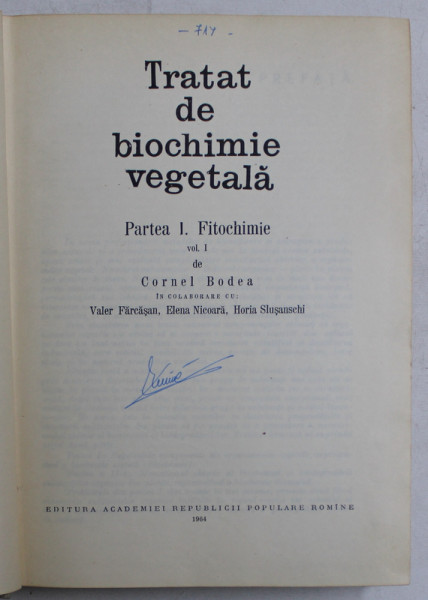 – 714 –
Tratat
de
biochimie
vegetală
Partea I. Fitochimie
vol. I
de
Cornel Bodea
ÎN COLABORARE CU:
Valer Fărcășan, Elena Nicoară, Horia Slușanschi
EDITURA ACADEMIEI REPUBLICII POPULARE ROMÎNE
1964